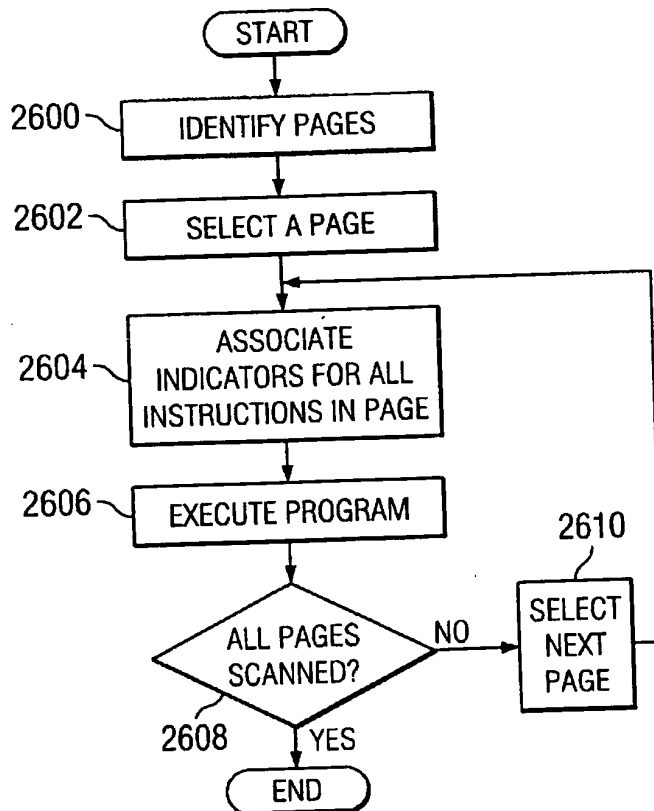 START
2600
IDENTIFY PAGES
2602
SELECT A PAGE
2604
ASSOCIATE
INDICATORS FOR ALL
INSTRUCTIONS IN PAGE
2606
EXECUTE PROGRAM
2608
ALL PAGES
SCANNED?
NO
2610
SELECT
NEXT
PAGE
YES
END